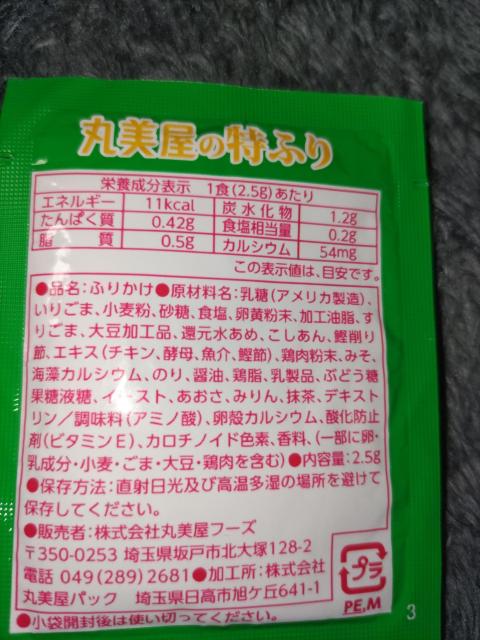 丸美屋の特ふり
栄養成分表示 1食(2.5g)あたり
エネルギー 11kcal 炭水化物 1.2g
たんぱく質 0.42g 食塩相当量 0.2g
脂質 0.5g カルシウム 54mg
この表示値は、目安です。
●品名:ふりかけ●原材料名:乳糖(アメリカ製造)、
いりごま、小麦粉、砂糖、食塩、卵黄粉末、加工油脂、す
りごま、大豆加工品、還元水あめ、こしあん、鰹削り
節、エキス(チキン、酵母、魚介、鰹節)、鶏肉粉末、みそ、
海藻カルシウム、のり、醤油、鶏脂、乳製品、ぶどう糖
果糖液糖、イースト、あおさ、みりん、抹茶、デキスト
リン/調味料(アミノ酸)、卵殻カルシウム、酸化防止
剤(ビタミンE)、カロチノイド色素、香料、(一部に卵・
乳成分・小麦・ごま・大豆・鶏肉を含む)●内容量:2.5g
●保存方法:直射日光及び高温多湿の場所を避けて
保存してください。
●販売者:株式会社丸美屋フーズ
〒350-0253 埼玉県坂戸市北大塚128-2
電話 049(289)2681●加工所:株式会社
丸美屋パック 埼玉県日高市旭ケ丘641-1
●小袋開封後は使い切ってください。
プラ
PE,M
3